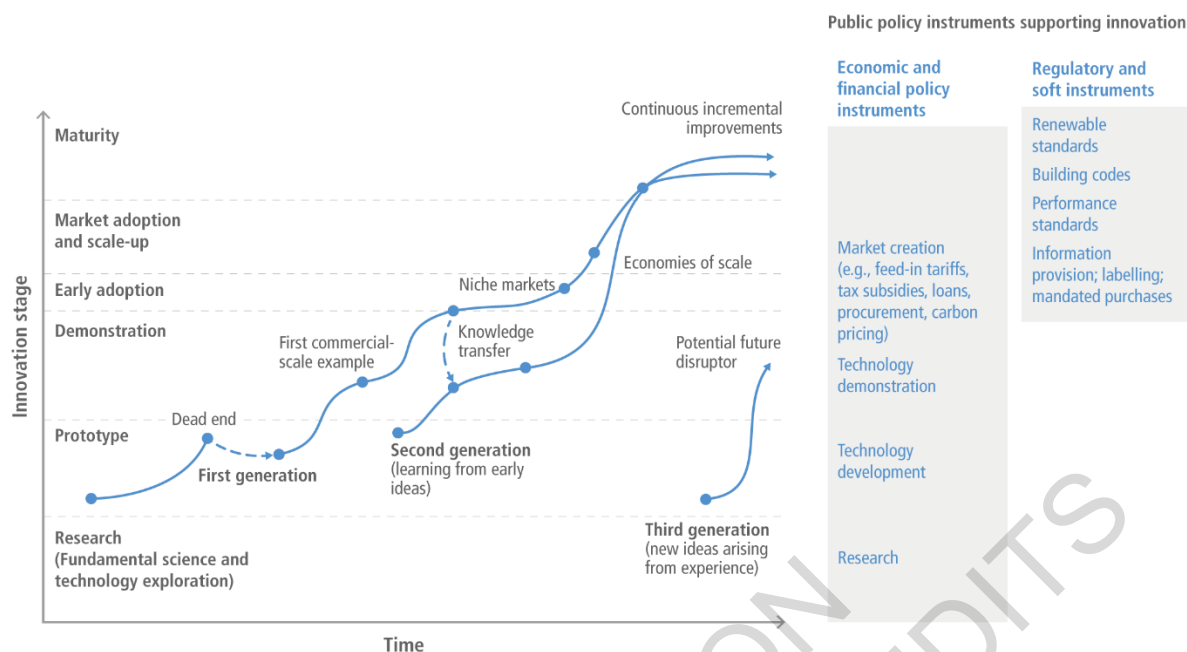 Public policy instruments supporting innovation
Economic and
financial policy
instruments
Regulatory and
soft instruments
Innovation stage
Maturity
Continuous incremental
improvements
Renewable
standards
Building codes
Performance
standards
Information
provision; labelling;
mandated purchases
Market adoption
and scale-up
Economies of scale
Market creation
(e.g., feed-in tariffs,
tax subsidies, loans,
procurement, carbon
pricing)
Early adoption
Niche markets
Demonstration
First commercial-
scale example
Knowledge
transfer
Potential future
disruptor
Technology
demonstration
Prototype
Dead end
First generation
Second generation
(learning from early
ideas)
Technology
development
Research
(Fundamental science and
technology exploration)
Third generation
(new ideas arising
from experience)
Research
Time